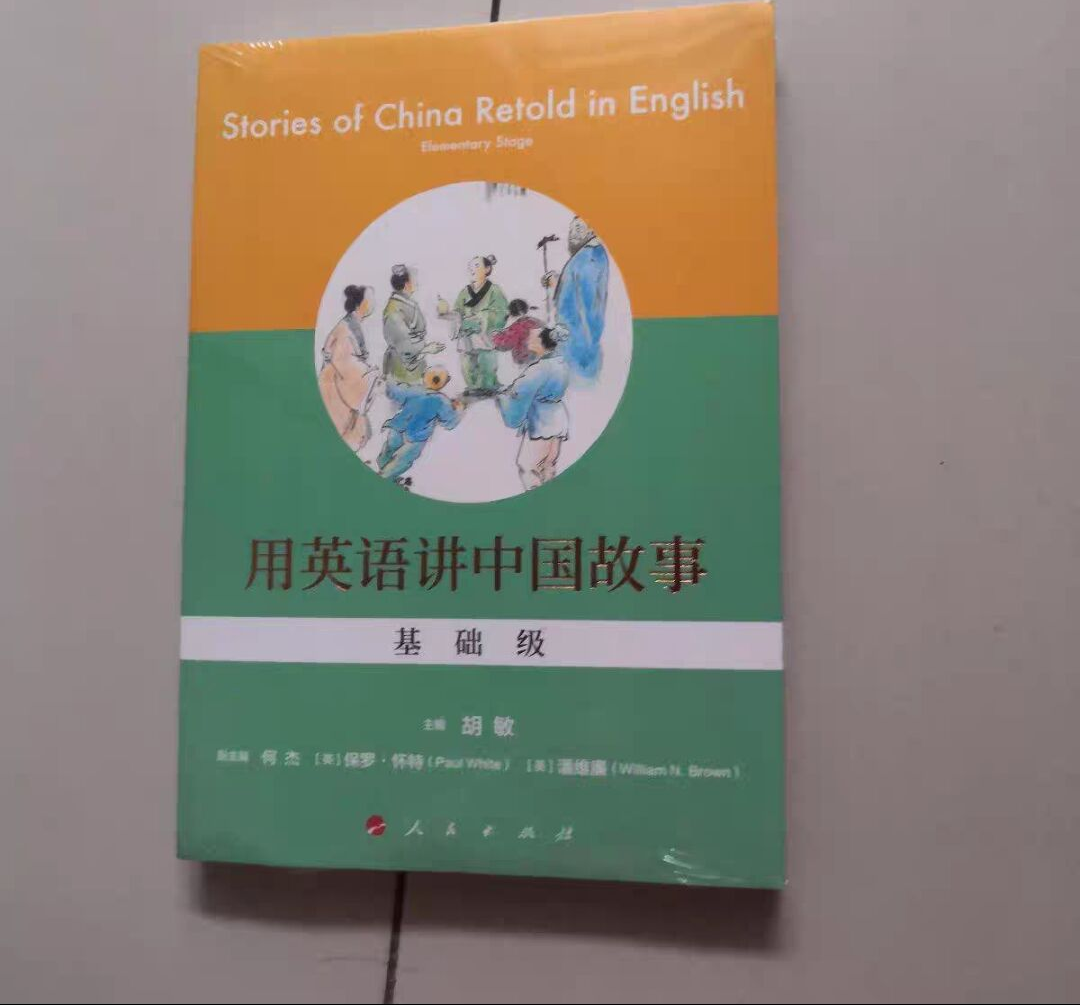 Stories of China Retold in English
Elementary Stage
用英语讲中国故事
基础级
主编 胡敏
副主编 何杰 [英]保罗·怀特(Paul White) [美]潘维廉(William N. Brown)
人民出版社